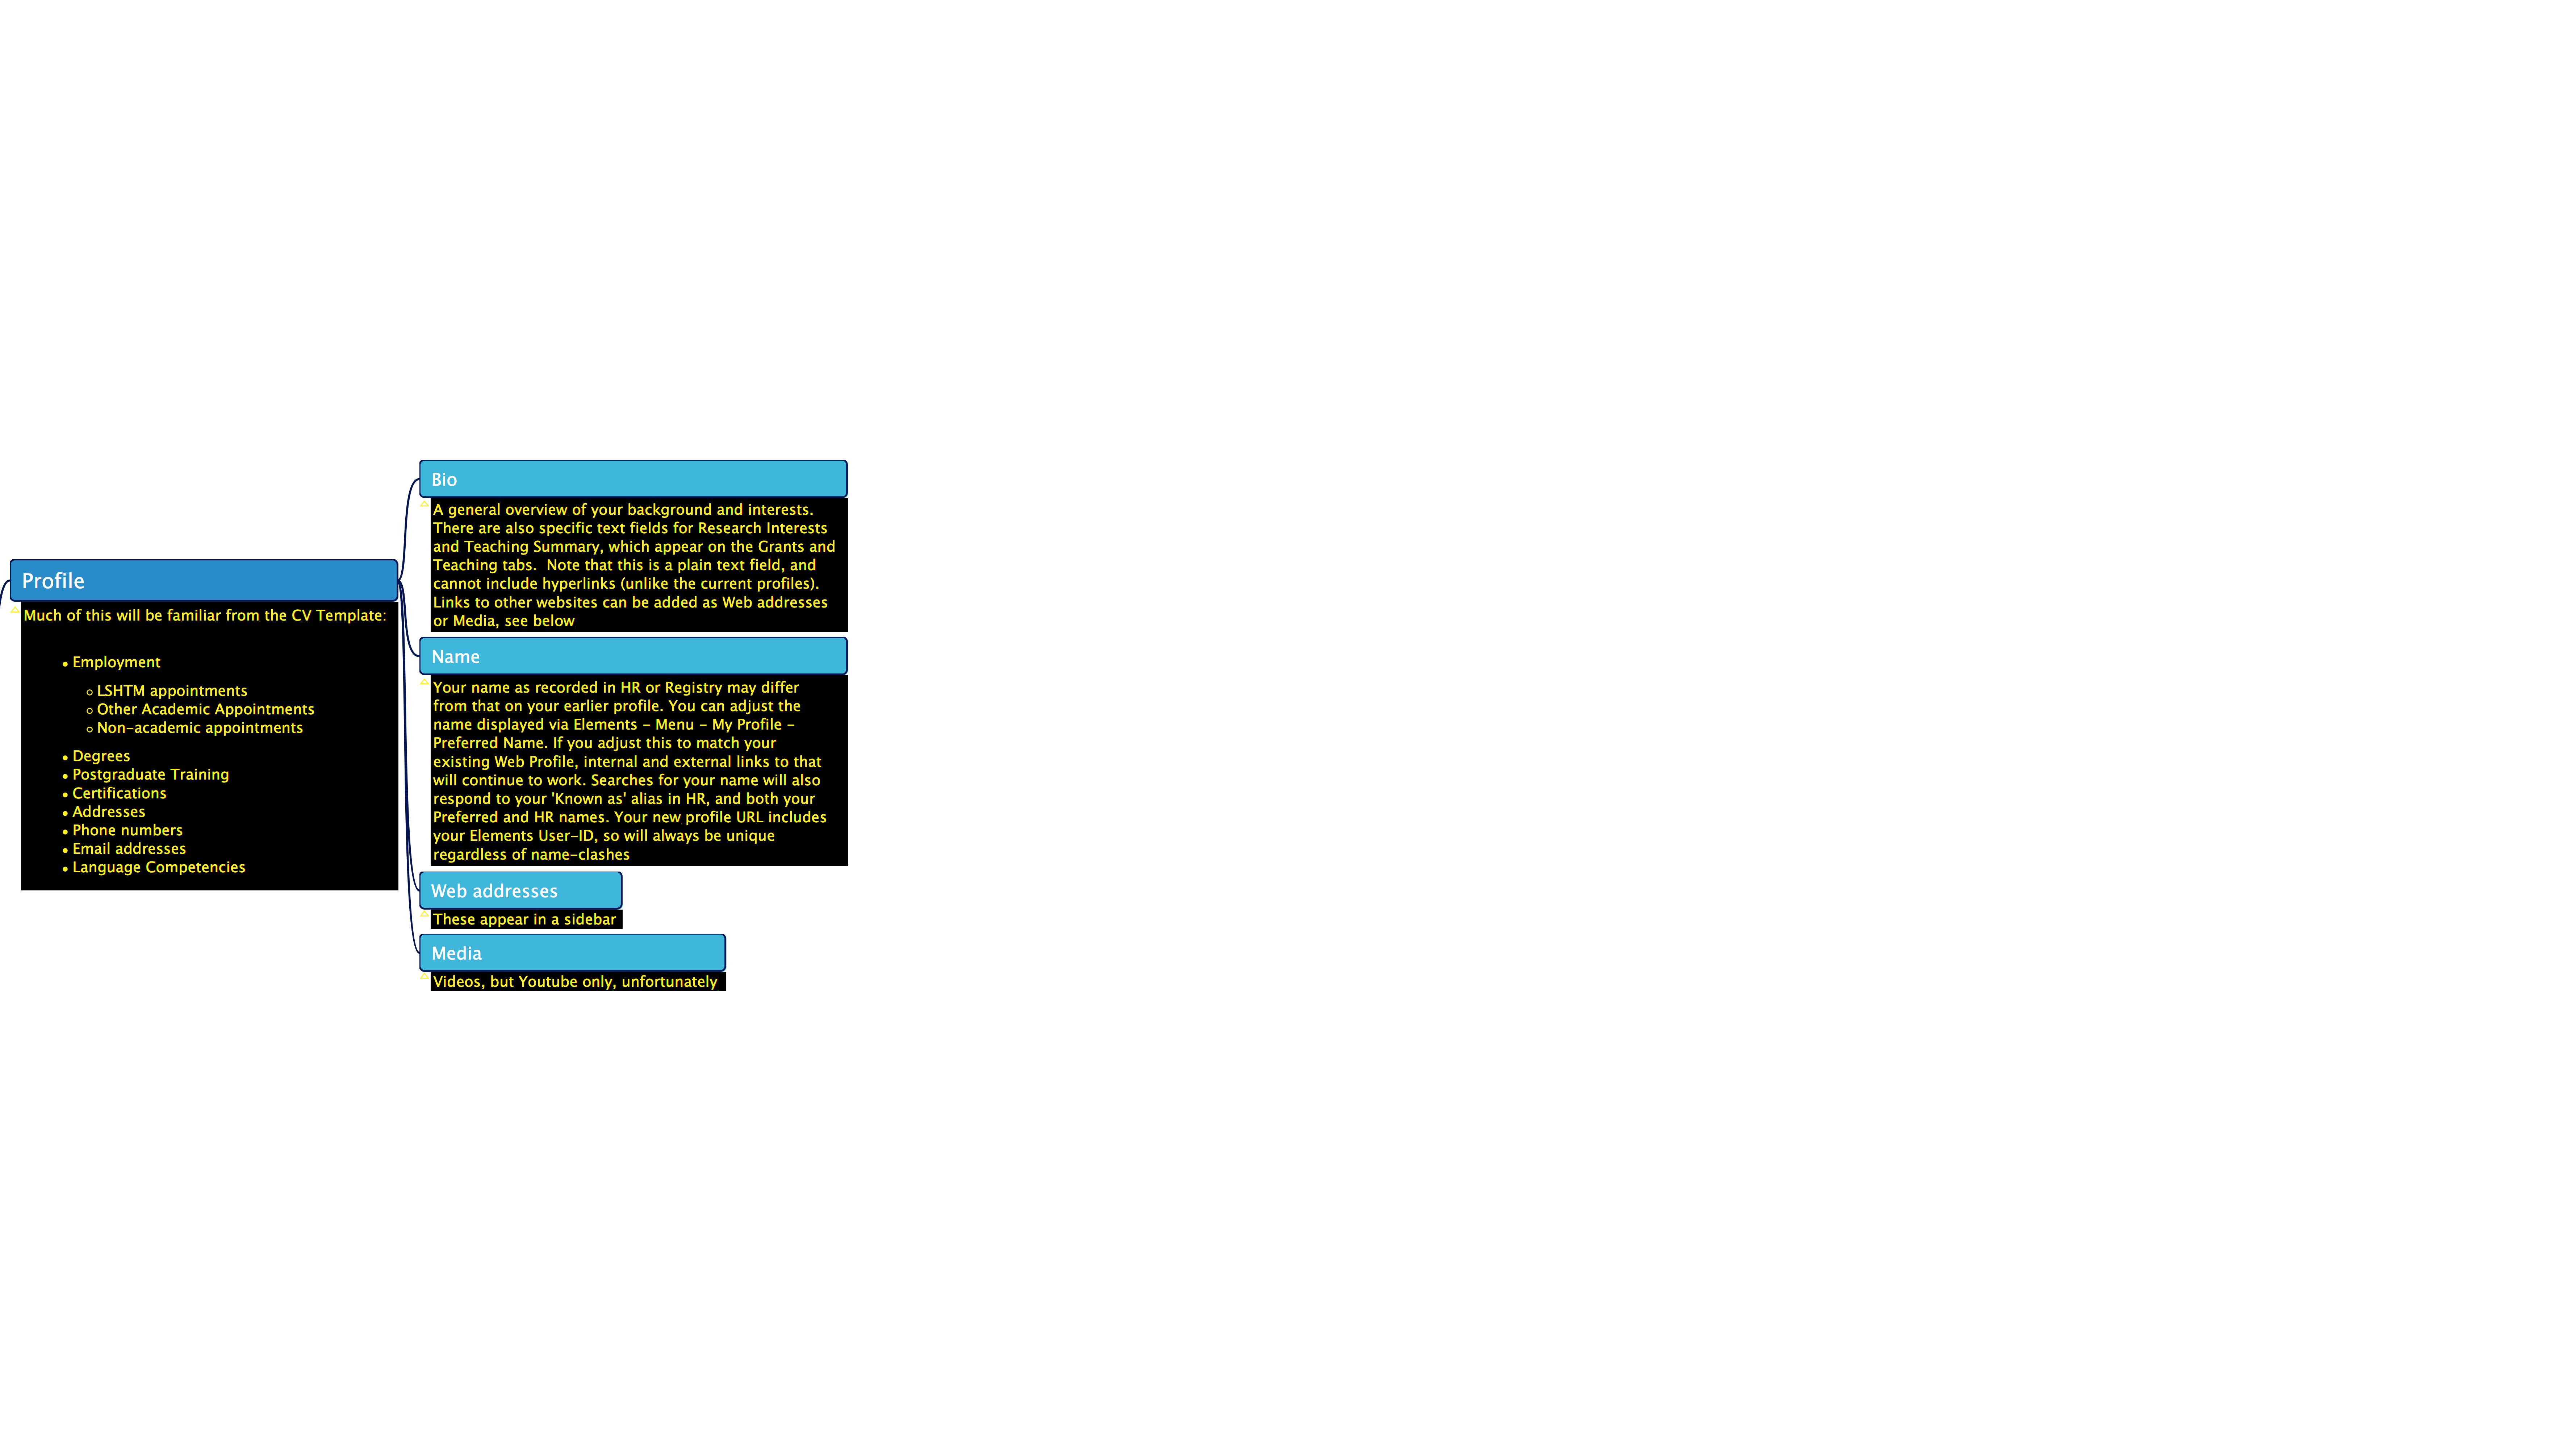 Profile
Much of this will be familiar from the CV Template:
• Employment
◦ LSHTM appointments
◦ Other Academic Appointments
◦ Non-academic appointments
• Degrees
• Postgraduate Training
• Certifications
• Addresses
• Phone numbers
• Email addresses
• Language Competencies
Bio
A general overview of your background and interests.
There are also specific text fields for Research Interests
and Teaching Summary, which appear on the Grants and
Teaching tabs.  Note that this is a plain text field, and
cannot include hyperlinks (unlike the current profiles).
Links to other websites can be added as Web addresses
or Media, see below
Name
Your name as recorded in HR or Registry may differ
from that on your earlier profile. You can adjust the
name displayed via Elements - Menu - My Profile -
Preferred Name. If you adjust this to match your
existing Web Profile, internal and external links to that
will continue to work. Searches for your name will also
respond to your 'Known as' alias in HR, and both your
Preferred and HR names. Your new profile URL includes
your Elements User-ID, so will always be unique
regardless of name-clashes
Web addresses
These appear in a sidebar
Media
Videos, but Youtube only, unfortunately